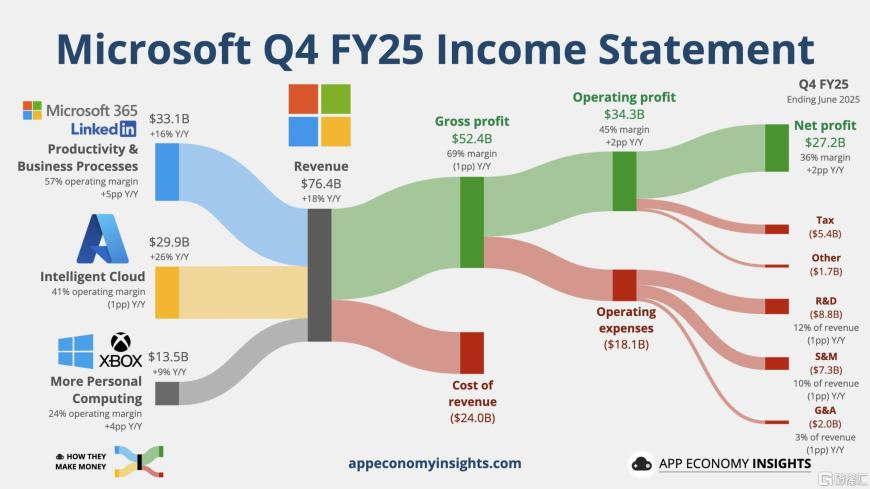 Microsoft Q4 FY25 Income Statement
Q4 FY25
Ending June 2025
Microsoft 365
LinkedIn
$33.1B
+16% Y/Y
Productivity &
Business Processes
57% operating margin
+5pp Y/Y
$29.9B
+26% Y/Y
Intelligent Cloud
41% operating margin
(1pp) Y/Y
XBOX
$13.5B
+9% Y/Y
More Personal
Computing
24% operating margin
+4pp Y/Y
Revenue
$76.4B
+18% Y/Y
Gross profit
$52.4B
69% margin
(1pp) Y/Y
Cost of
revenue
($24.0B)
Operating profit
$34.3B
45% margin
+2pp Y/Y
Operating
expenses
($18.1B)
Net profit
$27.2B
36% margin
+2pp Y/Y
Tax
($5.4B)
Other
($1.7B)
R&D
($8.8B)
12% of revenue
(1pp) Y/Y
S&M
($7.3B)
10% of revenue
(1pp) Y/Y
G&A
($2.0B)
3% of revenue
(1pp) Y/Y
HOW THEY
MAKE MONEY
appeconomyinsights.com
APP ECONOMY INSIGHTS